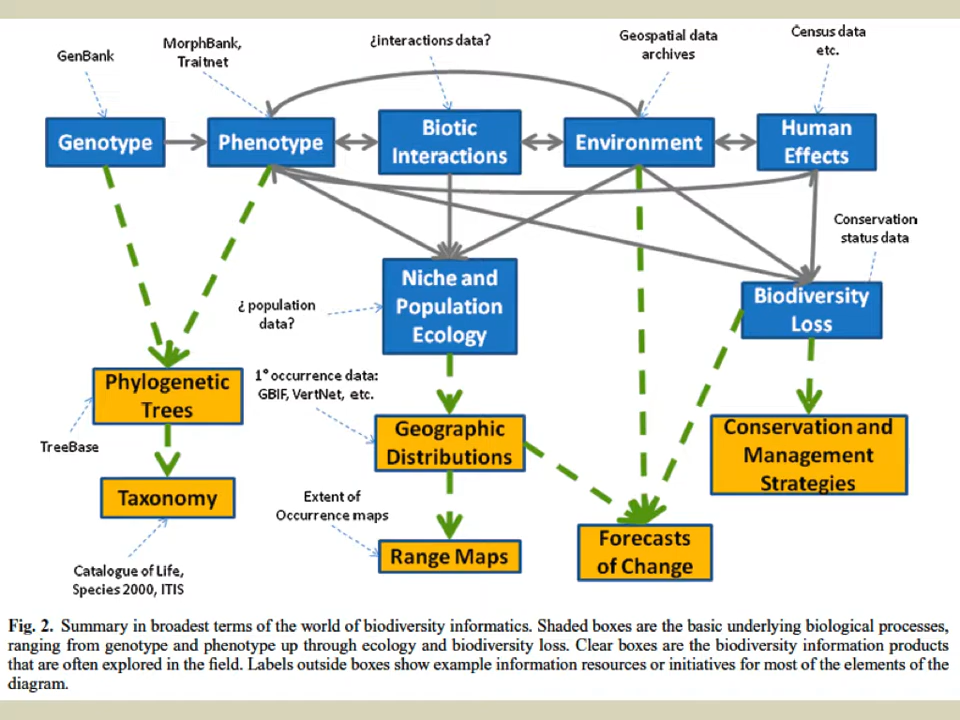 GenBank
MorphBank,
Traitnet
¿interactions data?
Geospatial data
archives
Census data
etc.
Genotype
Phenotype
Biotic
Interactions
Environment
Human
Effects
Conservation
status data
Niche and
Population
Ecology
¿ population
data?
Biodiversity
Loss
Phylogenetic
Trees
1° occurrence data:
GBIF, VertNet, etc.
TreeBase
Geographic
Distributions
Conservation and
Management
Strategies
Taxonomy
Extent of
Occurrence maps
Range Maps
Forecasts
of Change
Catalogue of Life,
Species 2000, ITIS
Fig. 2. Summary in broadest terms of the world of biodiversity informatics. Shaded boxes are the basic underlying biological processes,
ranging from genotype and phenotype up through ecology and biodiversity loss. Clear boxes are the biodiversity information products
that are often explored in the field. Labels outside boxes show example information resources or initiatives for most of the elements of the
diagram.